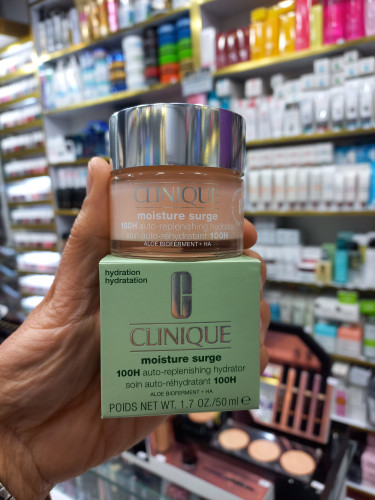 CLINIQUE
moisture surge
100H auto-replenishing hydrator
soin auto-réhydratant 100H
ALOE BIOFERMENT + HA
hydration
hydratation
CLINIQUE
moisture surge
100H auto-replenishing hydrator
soin auto-réhydratant 100H
ALOE BIOFERMENT + HA
POIDS NET WT. 1.7 OZ./50 ml e